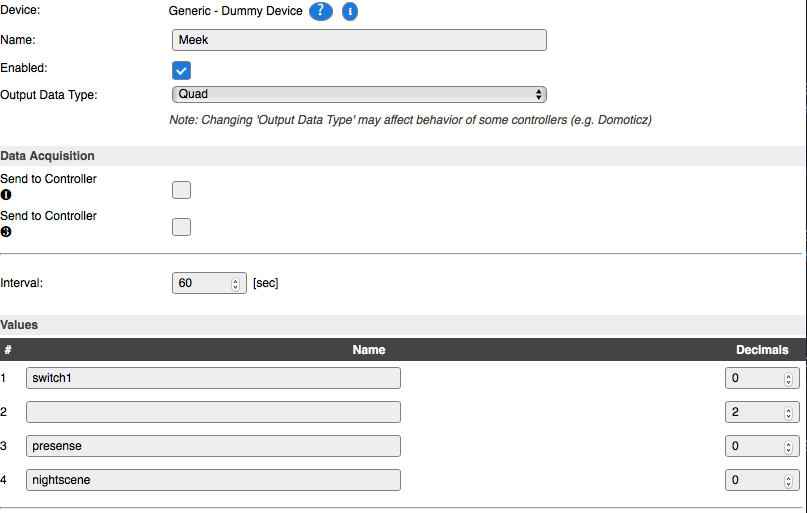 Device: Generic - Dummy Device ? i
Name: Meek
Enabled:
Output Data Type: Quad
Note: Changing 'Output Data Type' may affect behavior of some controllers (e.g. Domoticz)
Data Acquisition
Send to Controller
❶
Send to Controller
❸
Interval: 60 [sec]
Values
# Name Decimals
1 switch1 0
2 2
3 presense 0
4 nightscene 0